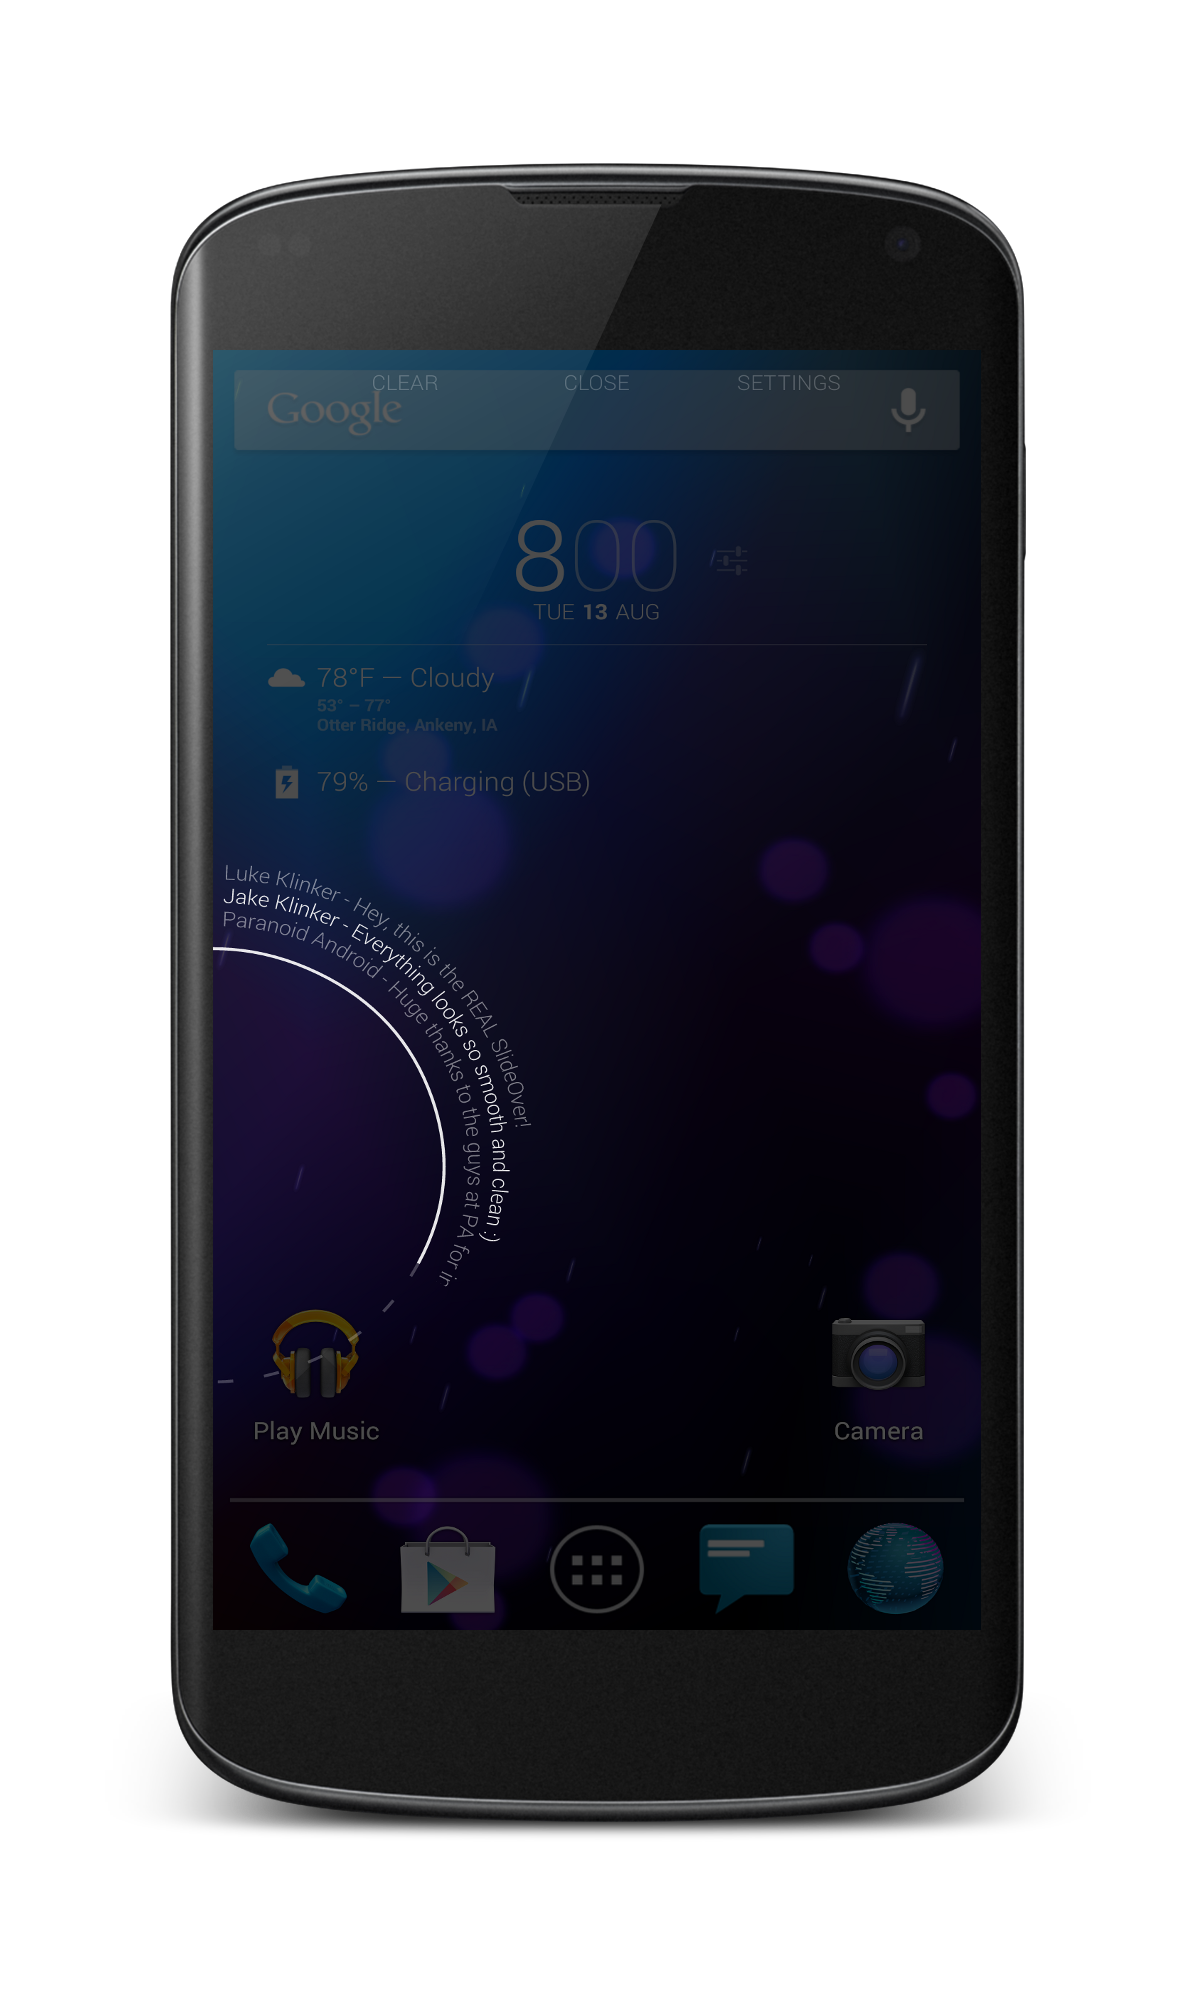 CLEAR CLOSE SETTINGS
Google
800
TUE 13 AUG
78°F — Cloudy
53° – 77°
Otter Ridge, Ankeny, IA
79% — Charging (USB)
Luke Klinker - Hey, this is the REAL SlideOver!
Jake Klinker - Everything looks so smooth and clean :)
Paranoid Android - Huge thanks to the guys at PA for ir
Play Music
Camera